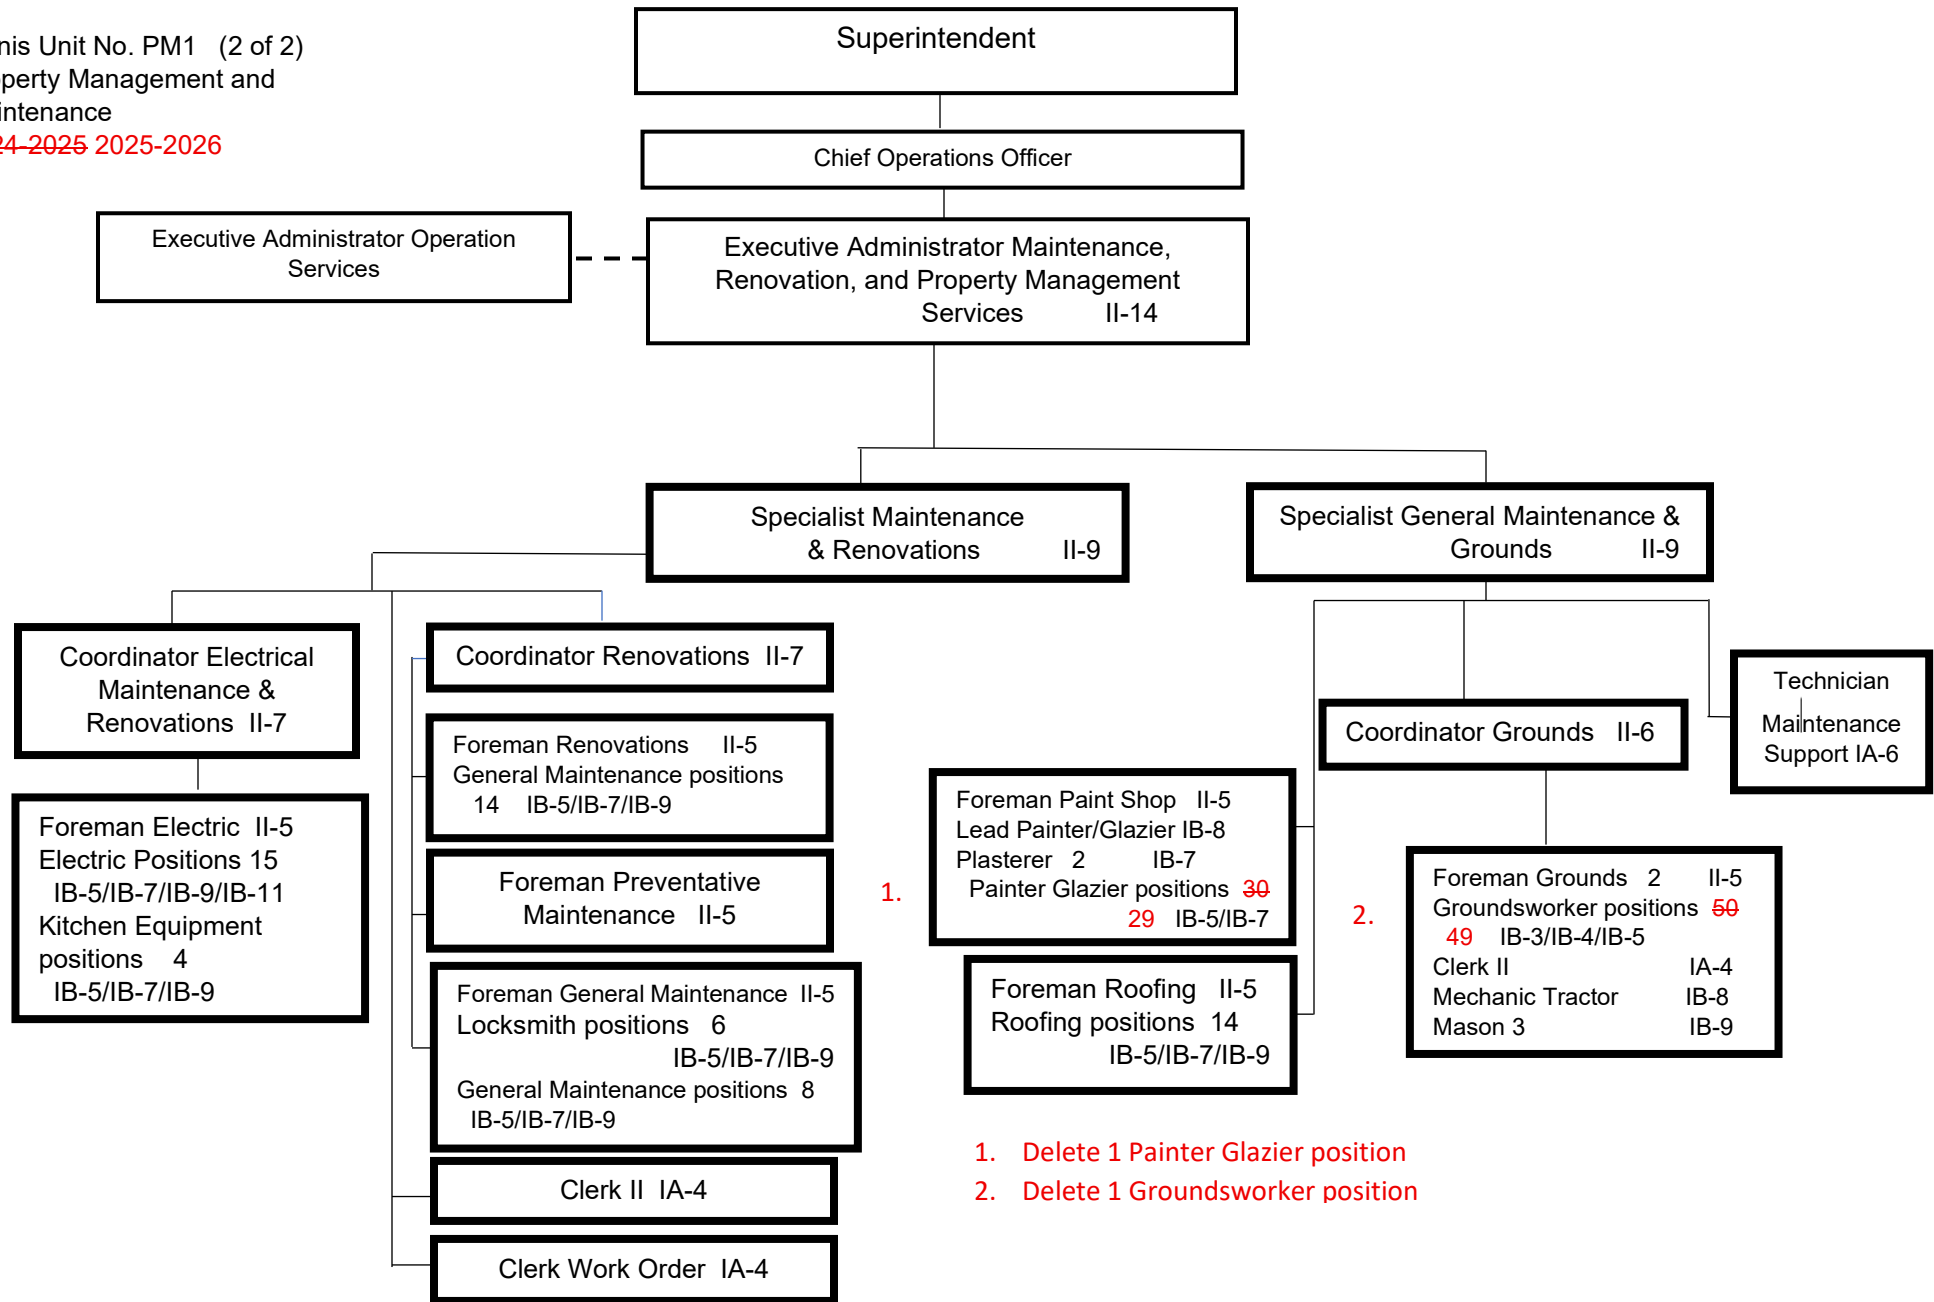 nis Unit No. PM1 (2 of 2)
perty Management and
intenance
24-2025 2025-2026
Superintendent
Chief Operations Officer
Executive Administrator Operation
Services
Executive Administrator Maintenance,
Renovation, and Property Management
Services II-14
Specialist Maintenance
& Renovations II-9
Specialist General Maintenance &
Grounds II-9
Coordinator Electrical
Maintenance &
Renovations II-7
Foreman Electric II-5
Electric Positions 15
IB-5/IB-7/IB-9/IB-11
Kitchen Equipment
positions 4
IB-5/IB-7/IB-9
Coordinator Renovations II-7
Foreman Renovations II-5
General Maintenance positions
14 IB-5/IB-7/IB-9
Foreman Preventative
Maintenance II-5
Foreman General Maintenance II-5
Locksmith positions 6
IB-5/IB-7/IB-9
General Maintenance positions 8
IB-5/IB-7/IB-9
Clerk II IA-4
Clerk Work Order IA-4
1.
Foreman Paint Shop II-5
Lead Painter/Glazier IB-8
Plasterer 2 IB-7
Painter Glazier positions 30
29 IB-5/IB-7
Foreman Roofing II-5
Roofing positions 14
IB-5/IB-7/IB-9
Coordinator Grounds II-6
2.
Foreman Grounds 2 II-5
Groundsworker positions 50
49 IB-3/IB-4/IB-5
Clerk II IA-4
Mechanic Tractor IB-8
Mason 3 IB-9
Technician
Maintenance
Support IA-6
1. Delete 1 Painter Glazier position
2. Delete 1 Groundsworker position